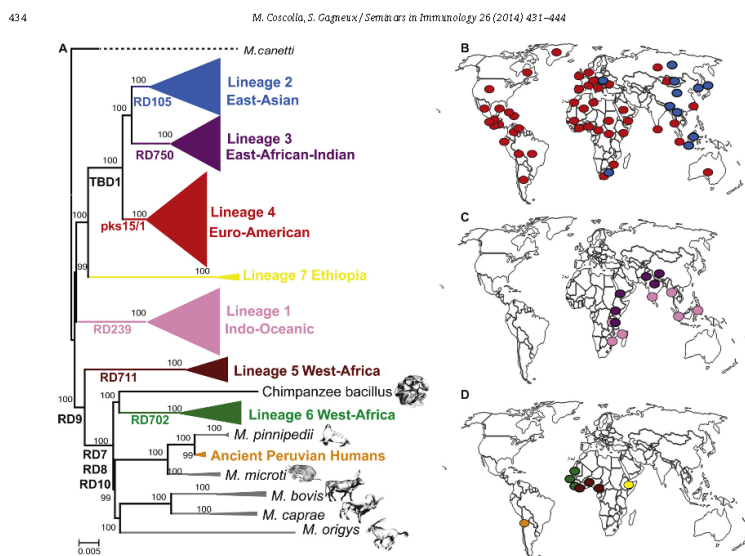 434
M. Coscolla, S. Gagneux / Seminars in Immunology 26 (2014) 431–444
A
M.canetti
100
Lineage 2
East-Asian
RD105
100
100
Lineage 3
East-African-Indian
RD750
100
TBD1
100
Lineage 4
Euro-American
pks15/1
100
99
100
Lineage 7 Ethiopia
100
Lineage 1
Indo-Oceanic
RD239
100
Lineage 5 West-Africa
RD711
100
Chimpanzee bacillus
100
RD9
100
Lineage 6 West-Africa
RD702
RD7
RD8
RD10
100
M. pinnipedii
100
99
Ancient Peruvian Humans
100
M. microti
99
100
M. bovis
100
100
M. caprae
100
M. origys
0.005
B
C
D